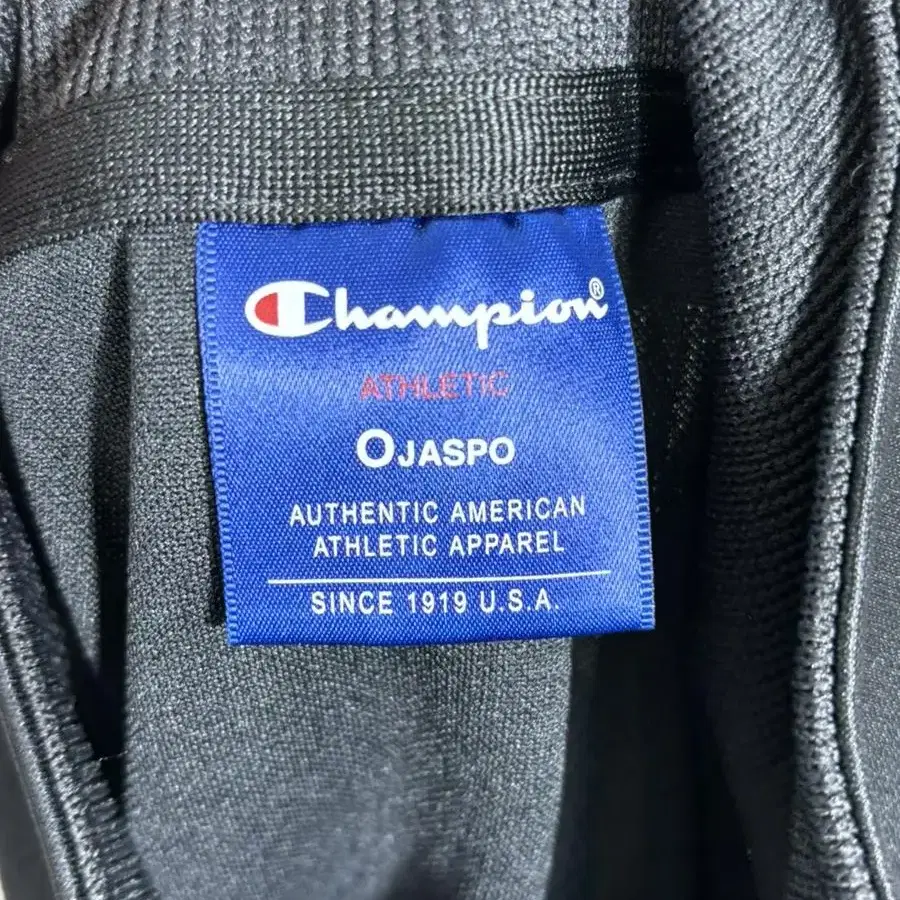 Champion®
ATHLETIC
OJASPO
AUTHENTIC AMERICAN
ATHLETIC APPAREL
SINCE 1919 U.S.A.